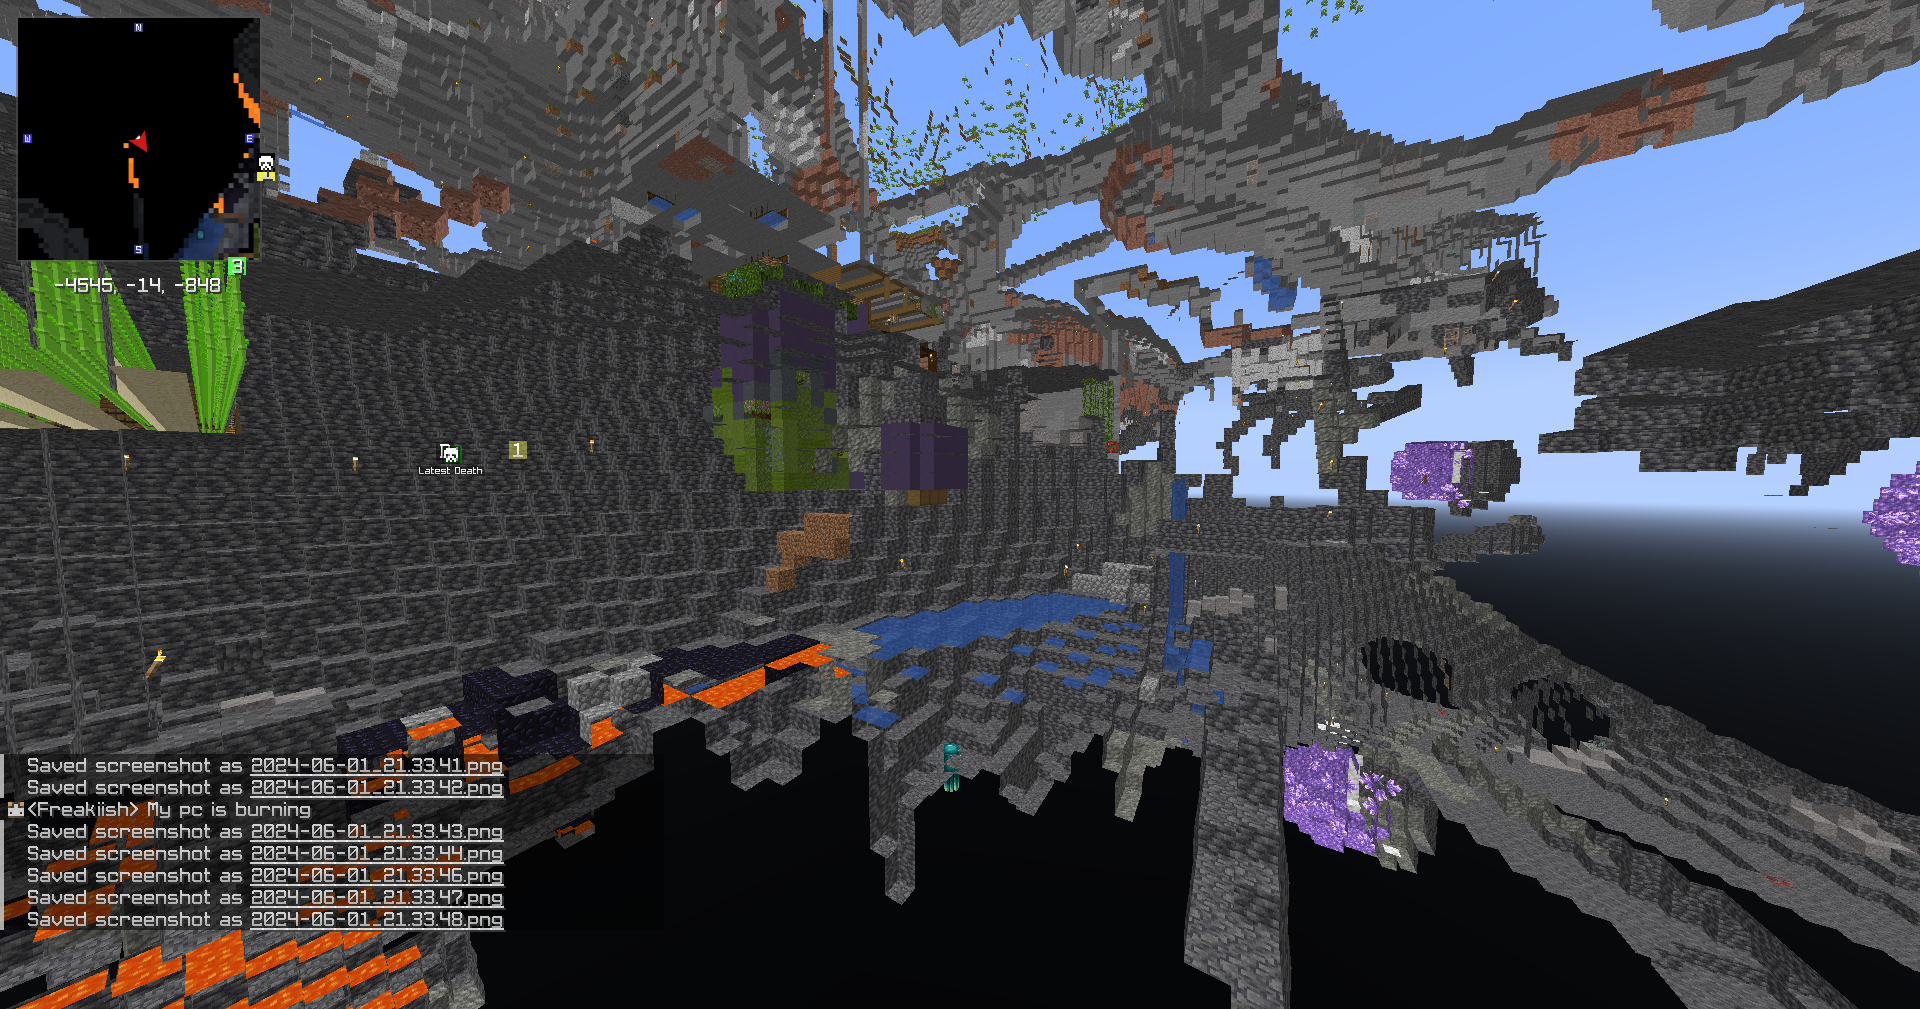 N
W
E
S
3
-4545, -14, -848
1
Latest Death
Saved screenshot as 2024-06-01_21.33.41.png
Saved screenshot as 2024-06-01_21.33.42.png
<Freakiish> My pc is burning
Saved screenshot as 2024-06-01_21.33.43.png
Saved screenshot as 2024-06-01_21.33.44.png
Saved screenshot as 2024-06-01_21.33.46.png
Saved screenshot as 2024-06-01_21.33.47.png
Saved screenshot as 2024-06-01_21.33.48.png